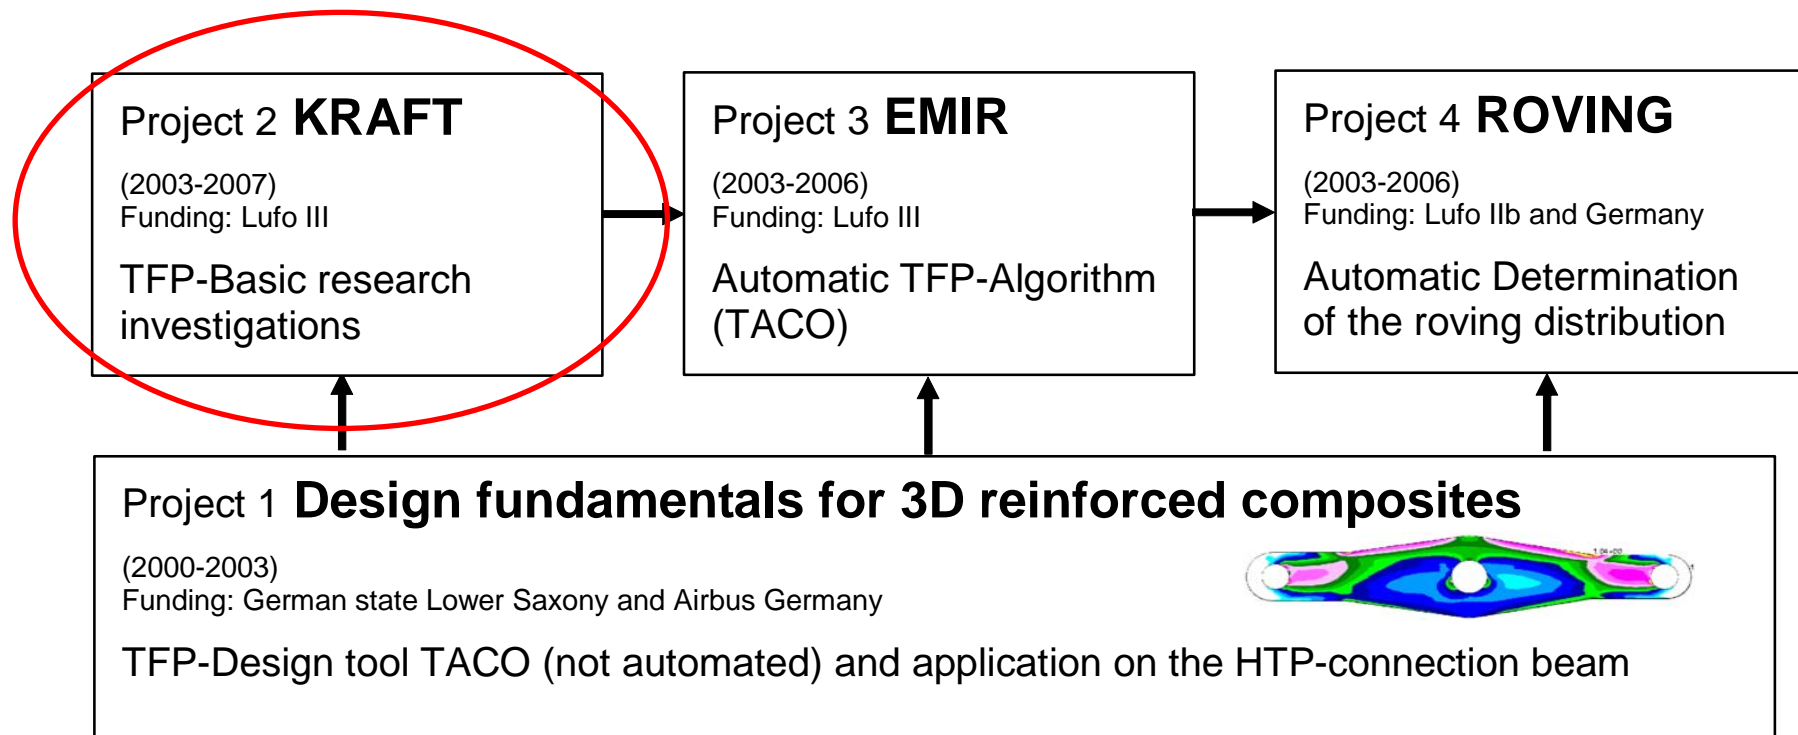 Project 2 KRAFT
(2003-2007)
Funding: Lufo III
TFP-Basic research
investigations
Project 3 EMIR
(2003-2006)
Funding: Lufo III
Automatic TFP-Algorithm
(TACO)
Project 4 ROVING
(2003-2006)
Funding: Lufo IIb and Germany
Automatic Determination
of the roving distribution
Project 1 Design fundamentals for 3D reinforced composites
(2000-2003)
Funding: German state Lower Saxony and Airbus Germany
TFP-Design tool TACO (not automated) and application on the HTP-connection beam